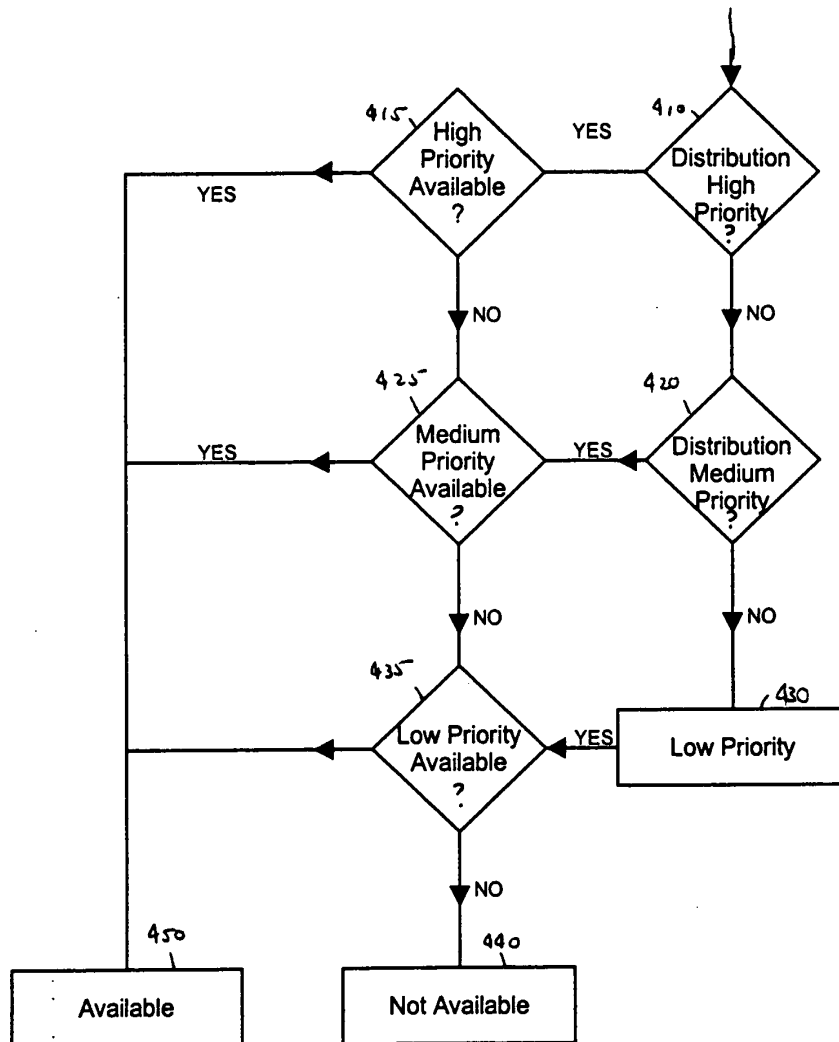 415
High
Priority
Available
?
YES
410
Distribution
High
Priority
?
YES
NO
NO
425
Medium
Priority
Available
?
YES
420
Distribution
Medium
Priority
?
YES
NO
NO
435
Low Priority
Available
?
YES
430
Low Priority
NO
450
Available
440
Not Available